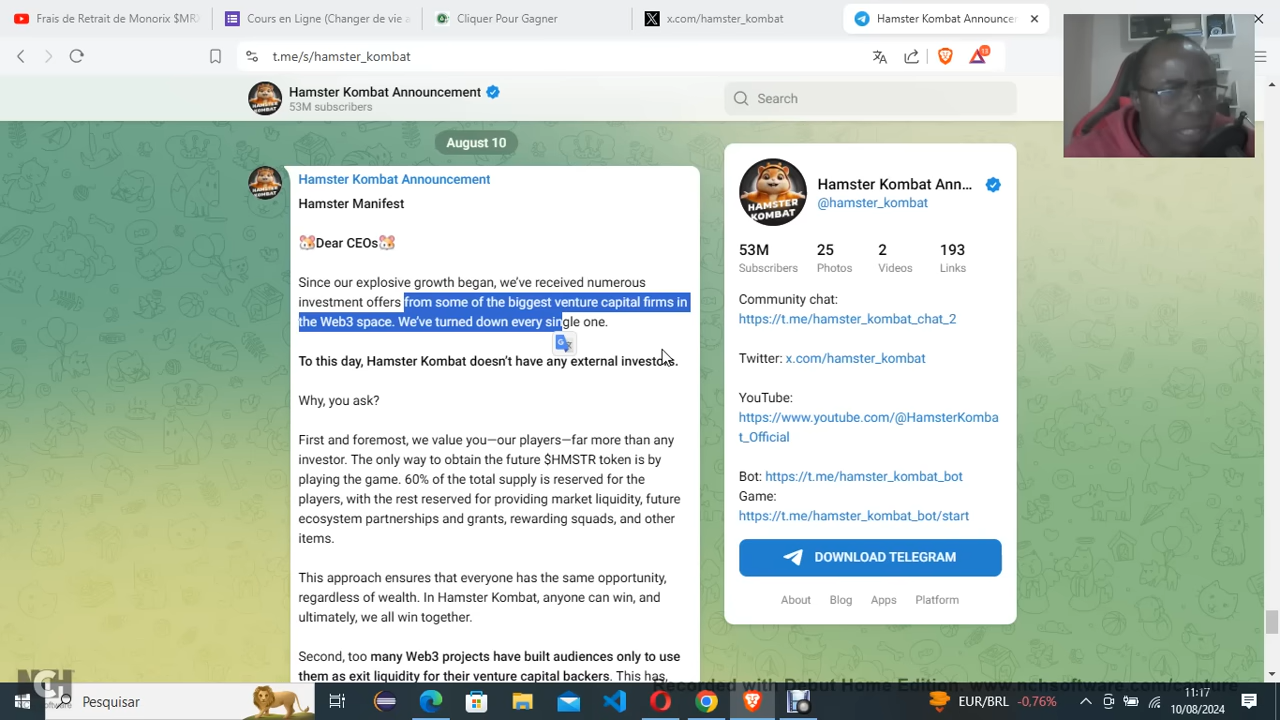 Frais de Retrait de Monorix $MR
Cours en Ligne (Changer de vie a
Cliquer Pour Gagner
x.com/hamster_kombat
Hamster Kombat Announce
t.me/s/hamster_kombat
13
Hamster Kombat Announcement
53M subscribers
Search
August 10
HAMSTER KOMBAT
Hamster Kombat Announcement
Hamster Manifest
🐹Dear CEOs🐹
Since our explosive growth began, we've received numerous
investment offers from some of the biggest venture capital firms in
the Web3 space. We've turned down every single one.
To this day, Hamster Kombat doesn't have any external investors.
Why, you ask?
First and foremost, we value you—our players—far more than any
investor. The only way to obtain the future $HMSTR token is by
playing the game. 60% of the total supply is reserved for the
players, with the rest reserved for providing market liquidity, future
ecosystem partnerships and grants, rewarding squads, and other
items.
This approach ensures that everyone has the same opportunity,
regardless of wealth. In Hamster Kombat, anyone can win, and
ultimately, we all win together.
Second, too many Web3 projects have built audiences only to use
them as exit liquidity for their venture capital backers. This has,
HAMSTER
KOMBAT
Hamster Kombat Ann...
@hamster_kombat
53M 25 2 193
Subscribers Photos Videos Links
Community chat:
https://t.me/hamster_kombat_chat_2
Twitter: x.com/hamster_kombat
YouTube:
https://www.youtube.com/@HamsterKomba
t_Official
Bot: https://t.me/hamster_kombat_bot
Game:
https://t.me/hamster_kombat_bot/start
DOWNLOAD TELEGRAM
About Blog Apps Platform
NCH
Software
Recorded with Debut Home Edition. www.nchsoftware.com/capture
Pesquisar
EUR/BRL -0,76%
11:17
10/08/2024